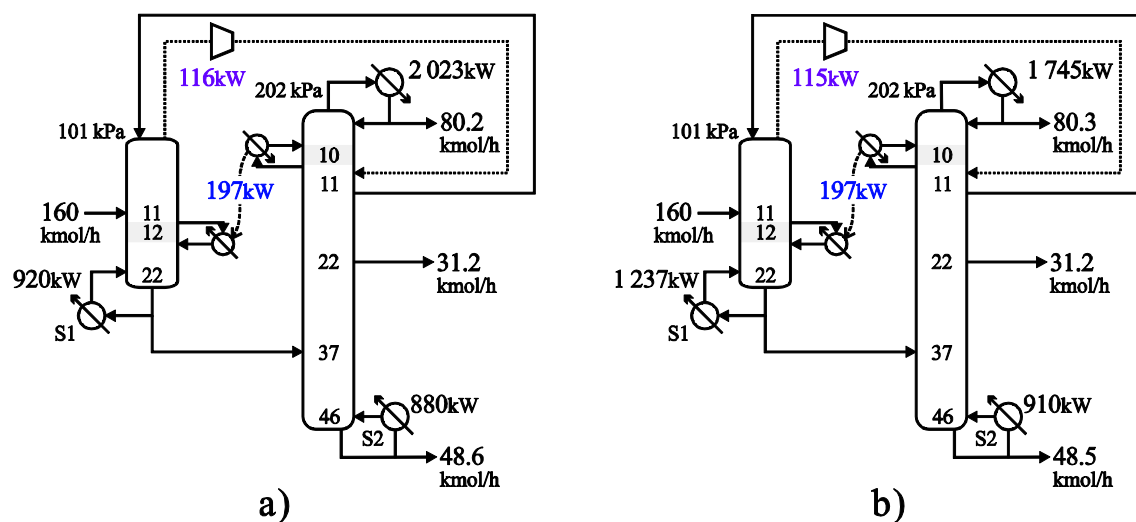 116kW
2 023kW
202 kPa
80.2
kmol/h
101 kPa
10
11
197kW
160
kmol/h
11
12
22
31.2
kmol/h
920kW
22
S1
37
46
880kW
S2
48.6
kmol/h
a)
115kW
1 745kW
202 kPa
80.3
kmol/h
101 kPa
10
11
197kW
160
kmol/h
11
12
22
31.2
kmol/h
1 237kW
22
S1
37
46
910kW
S2
48.5
kmol/h
b)